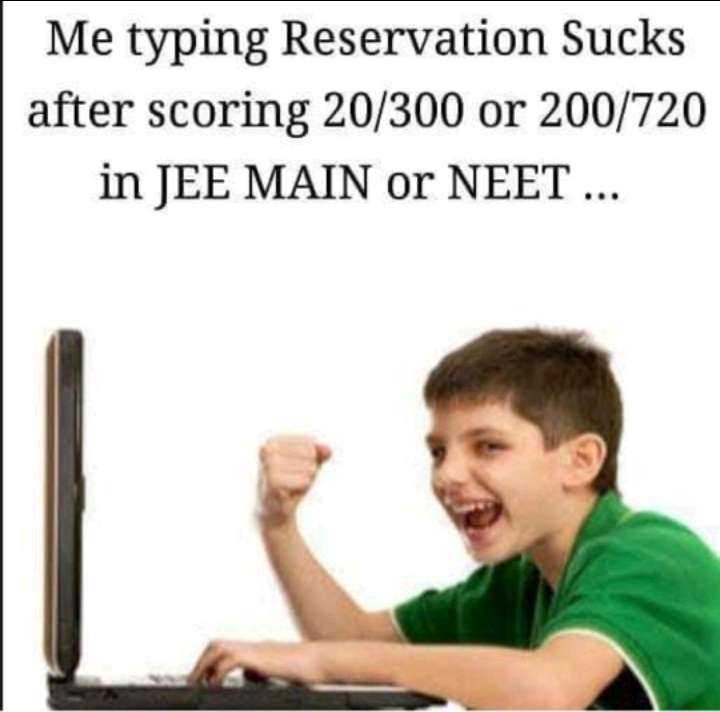 Me typing Reservation Sucks
after scoring 20/300 or 200/720
in JEE MAIN or NEET ...